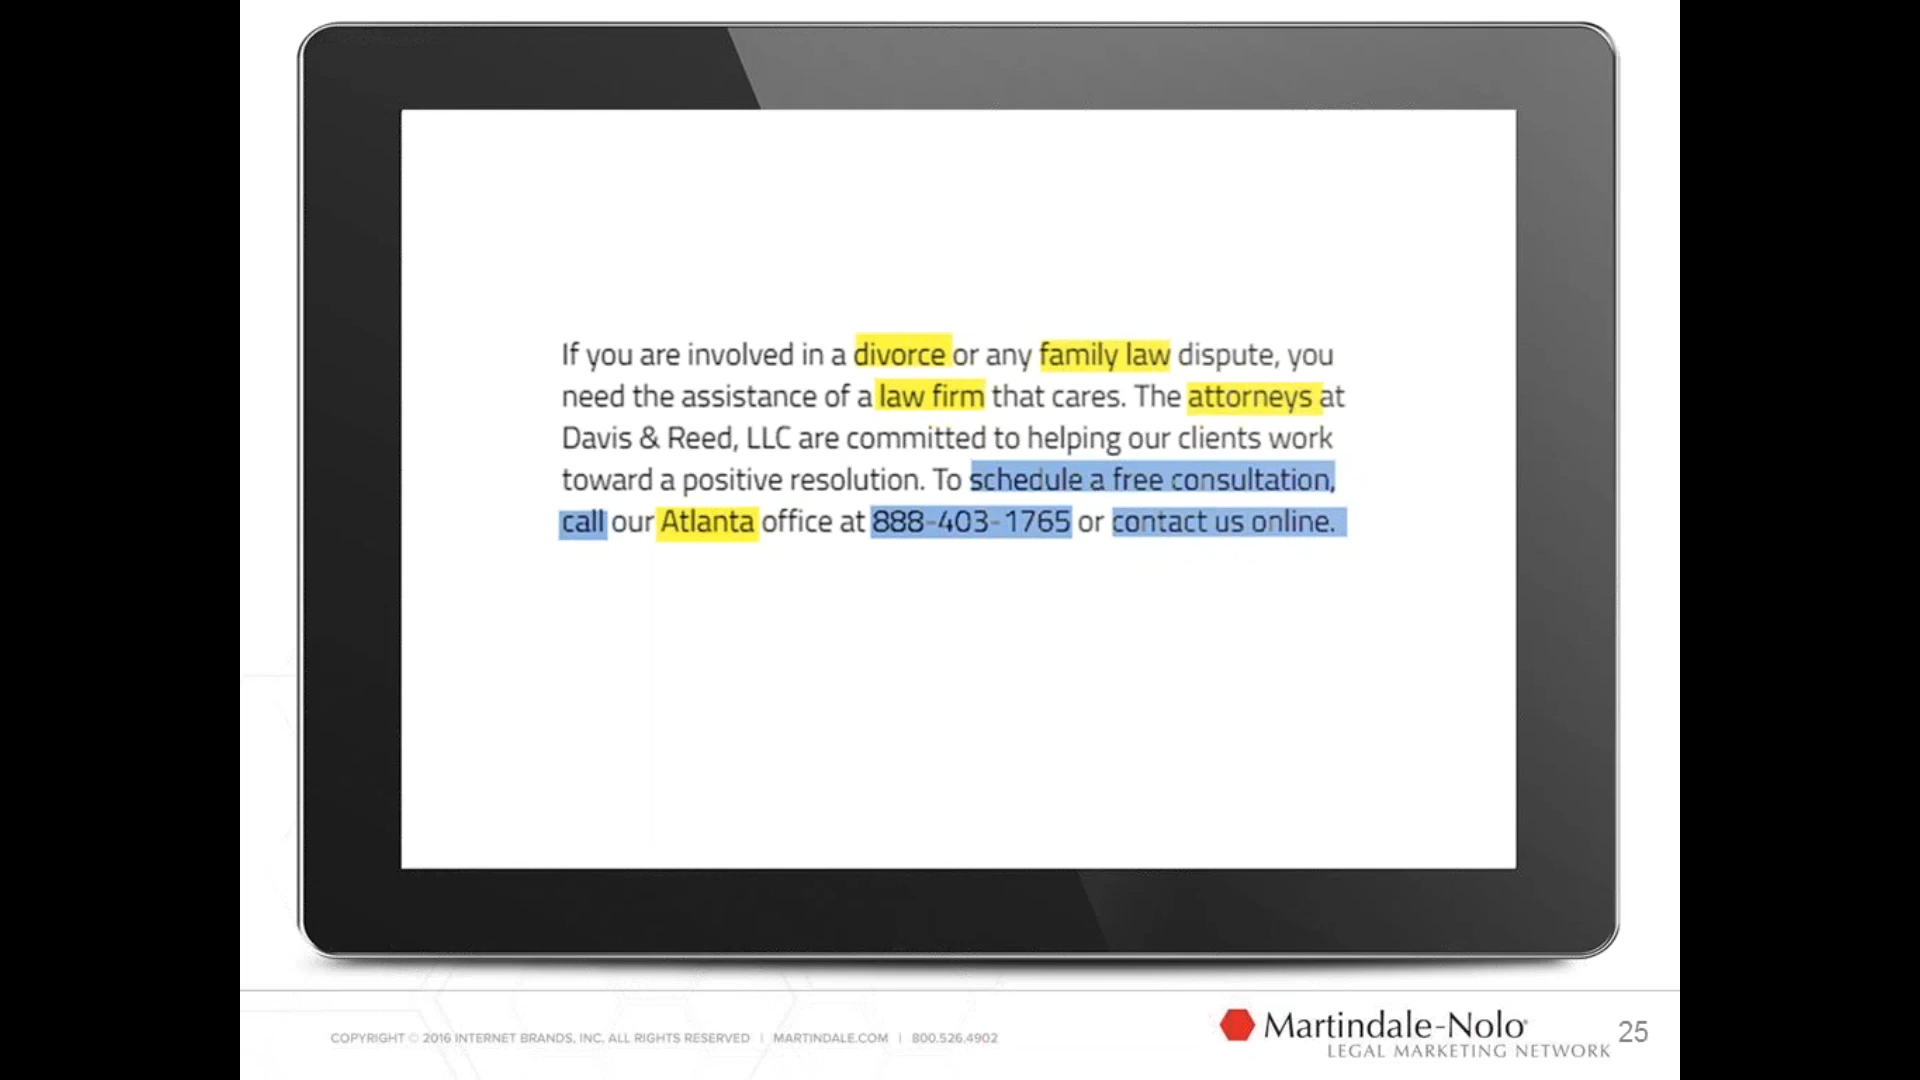 If you are involved in a divorce or any family law dispute, you
need the assistance of a law firm that cares. The attorneys at
Davis & Reed, LLC are committed to helping our clients work
toward a positive resolution. To schedule a free consultation,
call our Atlanta office at 888-403-1765 or contact us online.
COPYRIGHT © 2016 INTERNET BRANDS, INC. ALL RIGHTS RESERVED | MARTINDALE.COM | 800.526.4902
Martindale-Nolo®
LEGAL MARKETING NETWORK
25